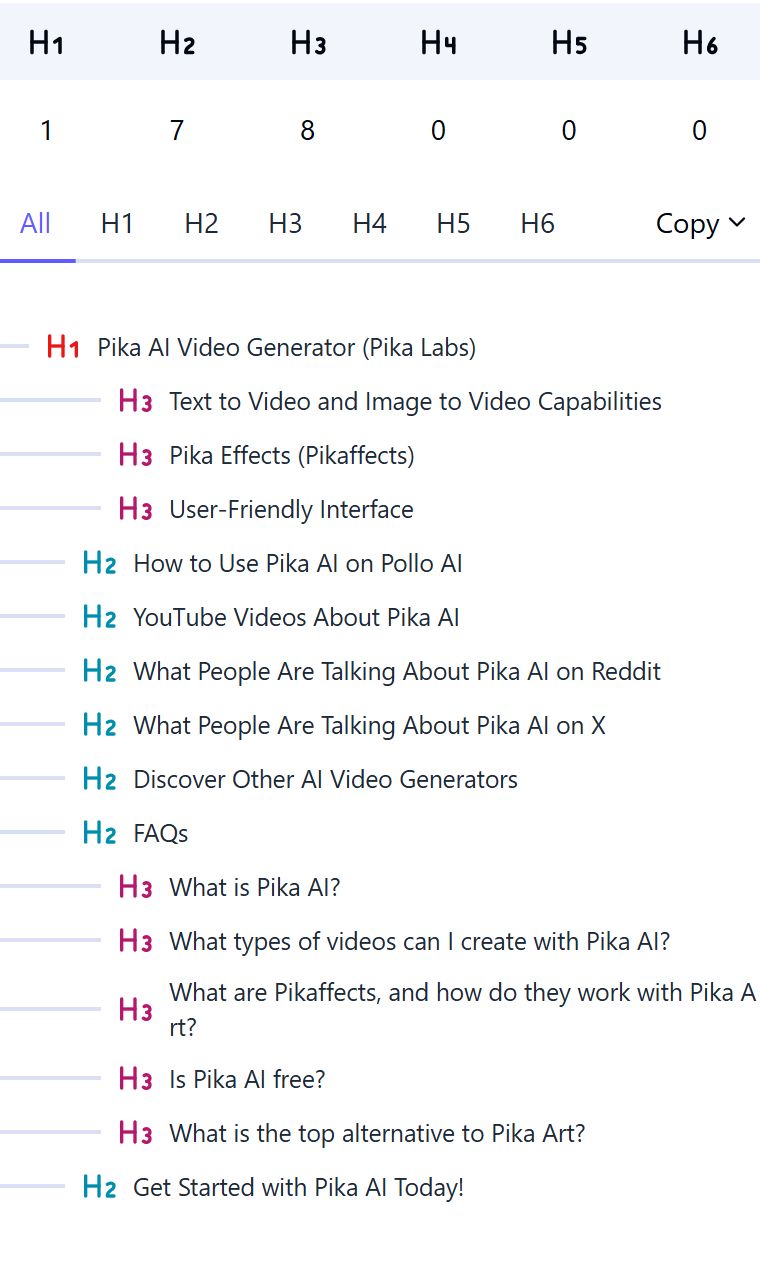 H1 H2 H3 H4 H5 H6
1 7 8 0 0 0
All H1 H2 H3 H4 H5 H6 Copy
H1 Pika AI Video Generator (Pika Labs)
H3 Text to Video and Image to Video Capabilities
H3 Pika Effects (Pikaffects)
H3 User-Friendly Interface
H2 How to Use Pika AI on Pollo AI
H2 YouTube Videos About Pika AI
H2 What People Are Talking About Pika AI on Reddit
H2 What People Are Talking About Pika AI on X
H2 Discover Other AI Video Generators
H2 FAQs
H3 What is Pika AI?
H3 What types of videos can I create with Pika AI?
H3 What are Pikaffects, and how do they work with Pika A
rt?
H3 Is Pika AI free?
H3 What is the top alternative to Pika Art?
H2 Get Started with Pika AI Today!